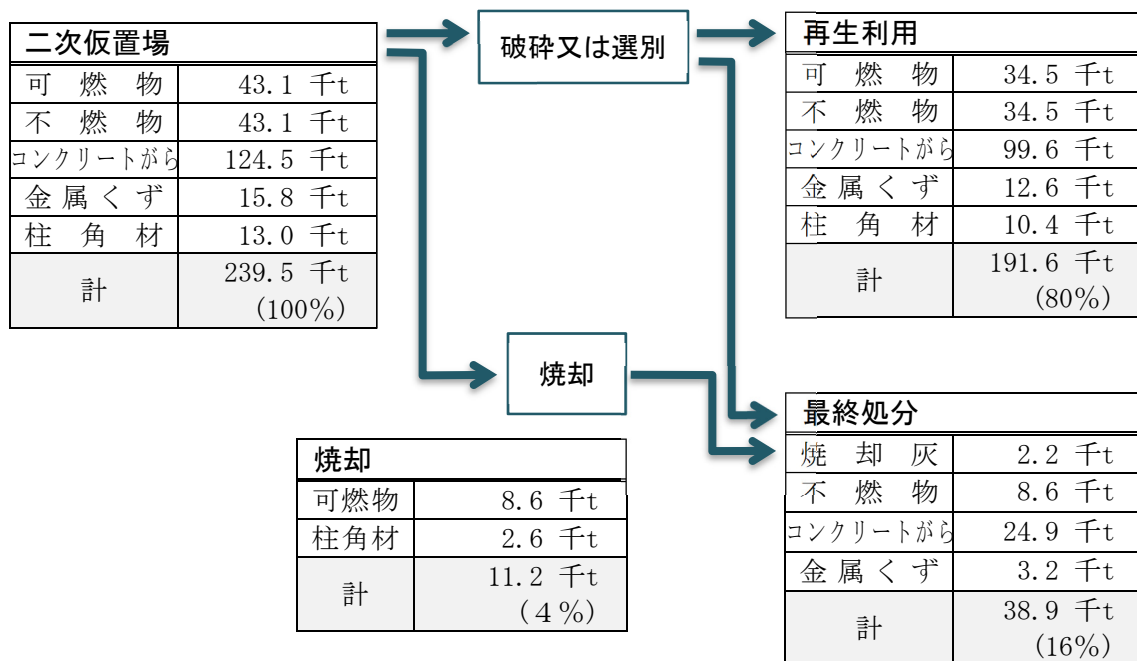 二次仮置場
可燃物 43.1 千t
不燃物 43.1 千t
コンクリートがら 124.5 千t
金属くず 15.8 千t
柱角材 13.0 千t
計 239.5 千t
(100%)
破砕又は選別
再生利用
可燃物 34.5 千t
不燃物 34.5 千t
コンクリートがら 99.6 千t
金属くず 12.6 千t
柱角材 10.4 千t
計 191.6 千t
(80%)
焼却
焼却
可燃物 8.6 千t
柱角材 2.6 千t
計 11.2 千t
(4%)
最終処分
焼却灰 2.2 千t
不燃物 8.6 千t
コンクリートがら 24.9 千t
金属くず 3.2 千t
計 38.9 千t
(16%)